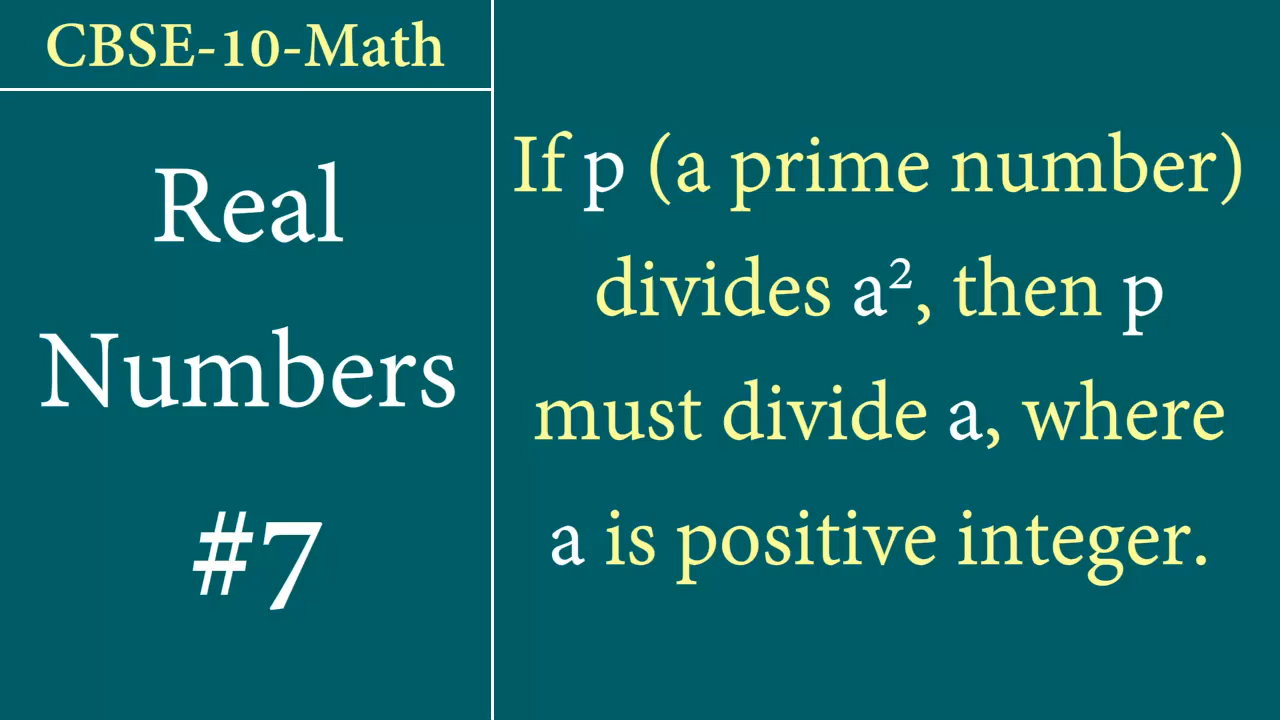 CBSE-10-Math
Real
Numbers
#7
If p (a prime number)
divides a², then p
must divide a, where
a is positive integer.